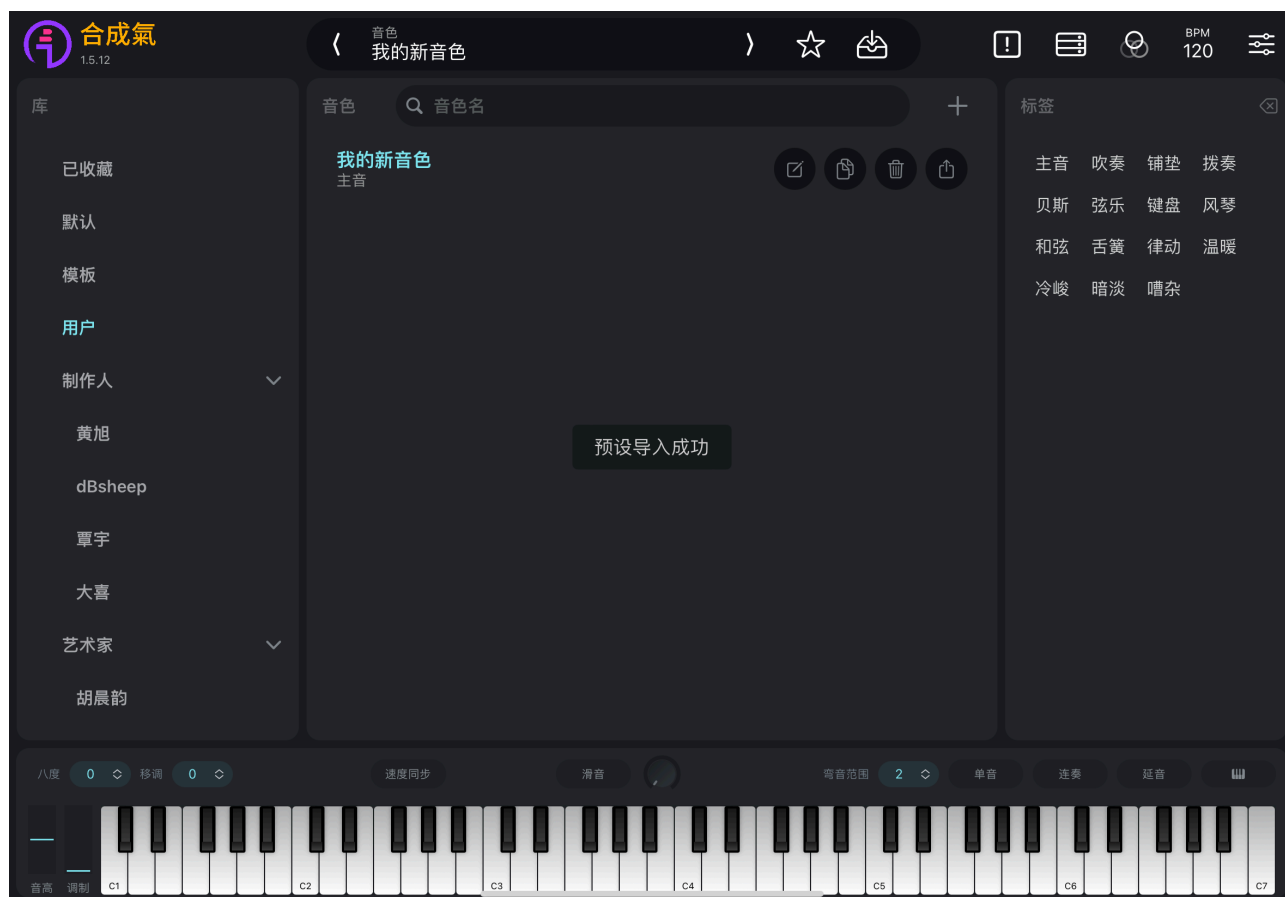 合成氣
1.5.12
音色
我的新音色
BPM
120
库
已收藏
默认
模板
用户
制作人
黄旭
dBsheep
覃宇
大喜
艺术家
胡晨韵
音色
音色名
我的新音色
主音
预设导入成功
标签
主音 吹奏 铺垫 拨奏
贝斯 弦乐 键盘 风琴
和弦 舌簧 律动 温暖
冷峻 暗淡 嘈杂
八度 0 移调 0 速度同步 滑音 弯音范围 2 单音 连奏 延音
音高 调制 C1 C2 C3 C4 C5 C6 C7